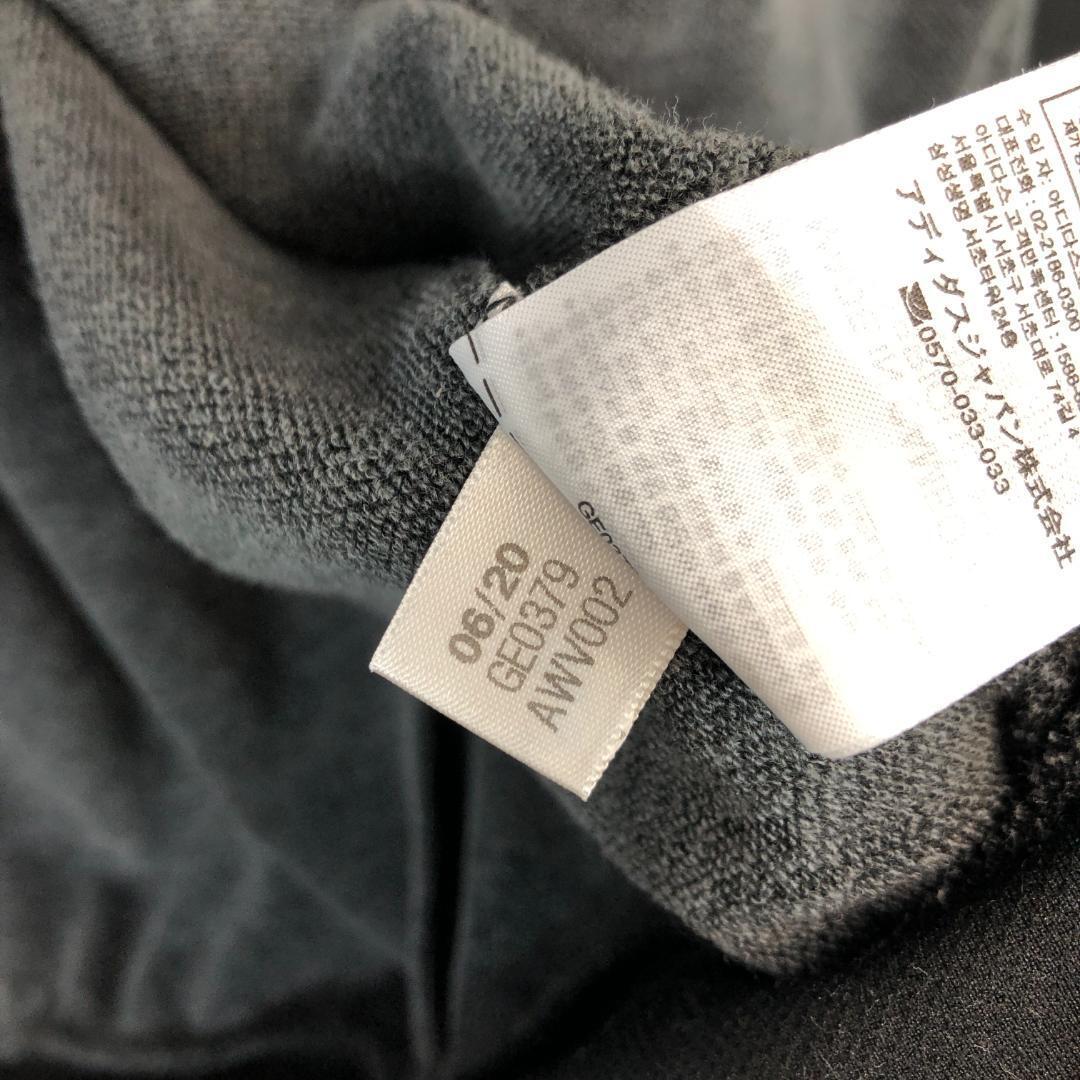 수 입 자: 아디다스
대표전화 : 02-2186-0300
아디다스 고객만족센터 : 1588-8
서울특별시 서초구 서초대로 74길 4
삼성생명 서초타워24층
アディダスジャパン株式会社
0570-033-033
06/20
GE0379
AWV002